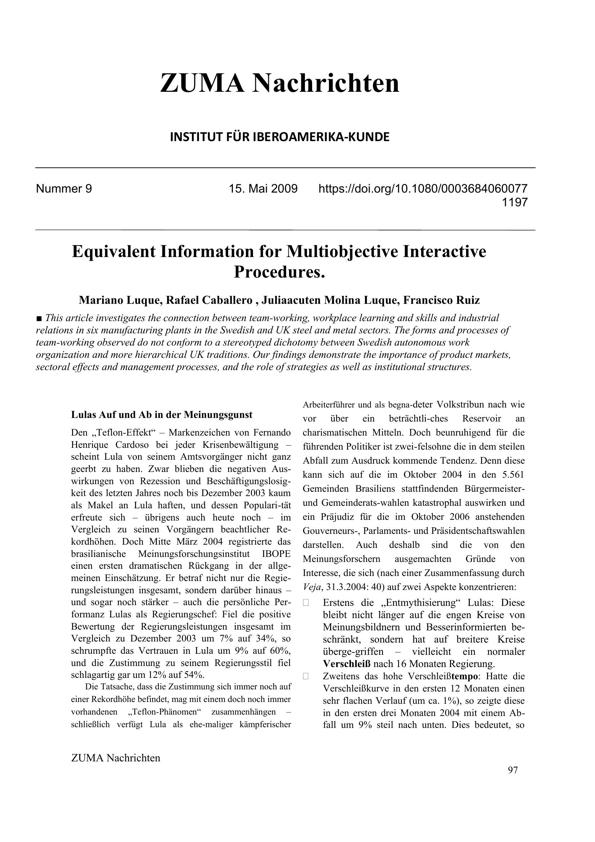 ZUMA Nachrichten
INSTITUT FÜR IBEROAMERIKA-KUNDE
Nummer 9 15. Mai 2009 https://doi.org/10.1080/0003684060077
1197
Equivalent Information for Multiobjective Interactive
Procedures.
Mariano Luque, Rafael Caballero , Juliaacuten Molina Luque, Francisco Ruiz
■ This article investigates the connection between team-working, workplace learning and skills and industrial
relations in six manufacturing plants in the Swedish and UK steel and metal sectors. The forms and processes of
team-working observed do not conform to a stereotyped dichotomy between Swedish autonomous work
organization and more hierarchical UK traditions. Our findings demonstrate the importance of product markets,
sectoral effects and management processes, and the role of strategies as well as institutional structures.
Lulas Auf und Ab in der Meinungsgunst
Den „Teflon-Effekt“ – Markenzeichen von Fernando
Henrique Cardoso bei jeder Krisenbewältigung –
scheint Lula von seinem Amtsvorgänger nicht ganz
geerbt zu haben. Zwar blieben die negativen Aus-
wirkungen von Rezession und Beschäftigungslosig-
keit des letzten Jahres noch bis Dezember 2003 kaum
als Makel an Lula haften, und dessen Populari-tät
erfreute sich – übrigens auch heute noch – im
Vergleich zu seinen Vorgängern beachtlicher Re-
kordhöhen. Doch Mitte März 2004 registrierte das
brasilianische Meinungsforschungsinstitut IBOPE
einen ersten dramatischen Rückgang in der allge-
meinen Einschätzung. Er betraf nicht nur die Regie-
rungsleistungen insgesamt, sondern darüber hinaus –
und sogar noch stärker – auch die persönliche Per-
formanz Lulas als Regierungschef: Fiel die positive
Bewertung der Regierungsleistungen insgesamt im
Vergleich zu Dezember 2003 um 7% auf 34%, so
schrumpfte das Vertrauen in Lula um 9% auf 60%,
und die Zustimmung zu seinem Regierungsstil fiel
schlagartig gar um 12% auf 54%.
Die Tatsache, dass die Zustimmung sich immer noch auf
einer Rekordhöhe befindet, mag mit einem doch noch immer
vorhandenen „Teflon-Phänomen“ zusammenhängen –
schließlich verfügt Lula als ehe-maliger kämpferischer
Arbeiterführer und als begna-deter Volkstribun nach wie
vor über ein beträchtli-ches Reservoir an
charismatischen Mitteln. Doch beunruhigend für die
führenden Politiker ist zwei-felsohne die in dem steilen
Abfall zum Ausdruck kommende Tendenz. Denn diese
kann sich auf die im Oktober 2004 in den 5.561
Gemeinden Brasiliens stattfindenden Bürgermeister-
und Gemeinderats-wahlen katastrophal auswirken und
ein Präjudiz für die im Oktober 2006 anstehenden
Gouverneurs-, Parlaments- und Präsidentschaftswahlen
darstellen. Auch deshalb sind die von den
Meinungsforschern ausgemachten Gründe von
Interesse, die sich (nach einer Zusammenfassung durch
Veja, 31.3.2004: 40) auf zwei Aspekte konzentrieren:
□ Erstens die „Entmythisierung“ Lulas: Diese
bleibt nicht länger auf die engen Kreise von
Meinungsbildnern und Besserinformierten be-
schränkt, sondern hat auf breitere Kreise
überge-griffen – vielleicht ein normaler
Verschleiß nach 16 Monaten Regierung.
□ Zweitens das hohe Verschleißtempo: Hatte die
Verschleißkurve in den ersten 12 Monaten einen
sehr flachen Verlauf (um ca. 1%), so zeigte diese
in den ersten drei Monaten 2004 mit einem Ab-
fall um 9% steil nach unten. Dies bedeutet, so
ZUMA Nachrichten
97